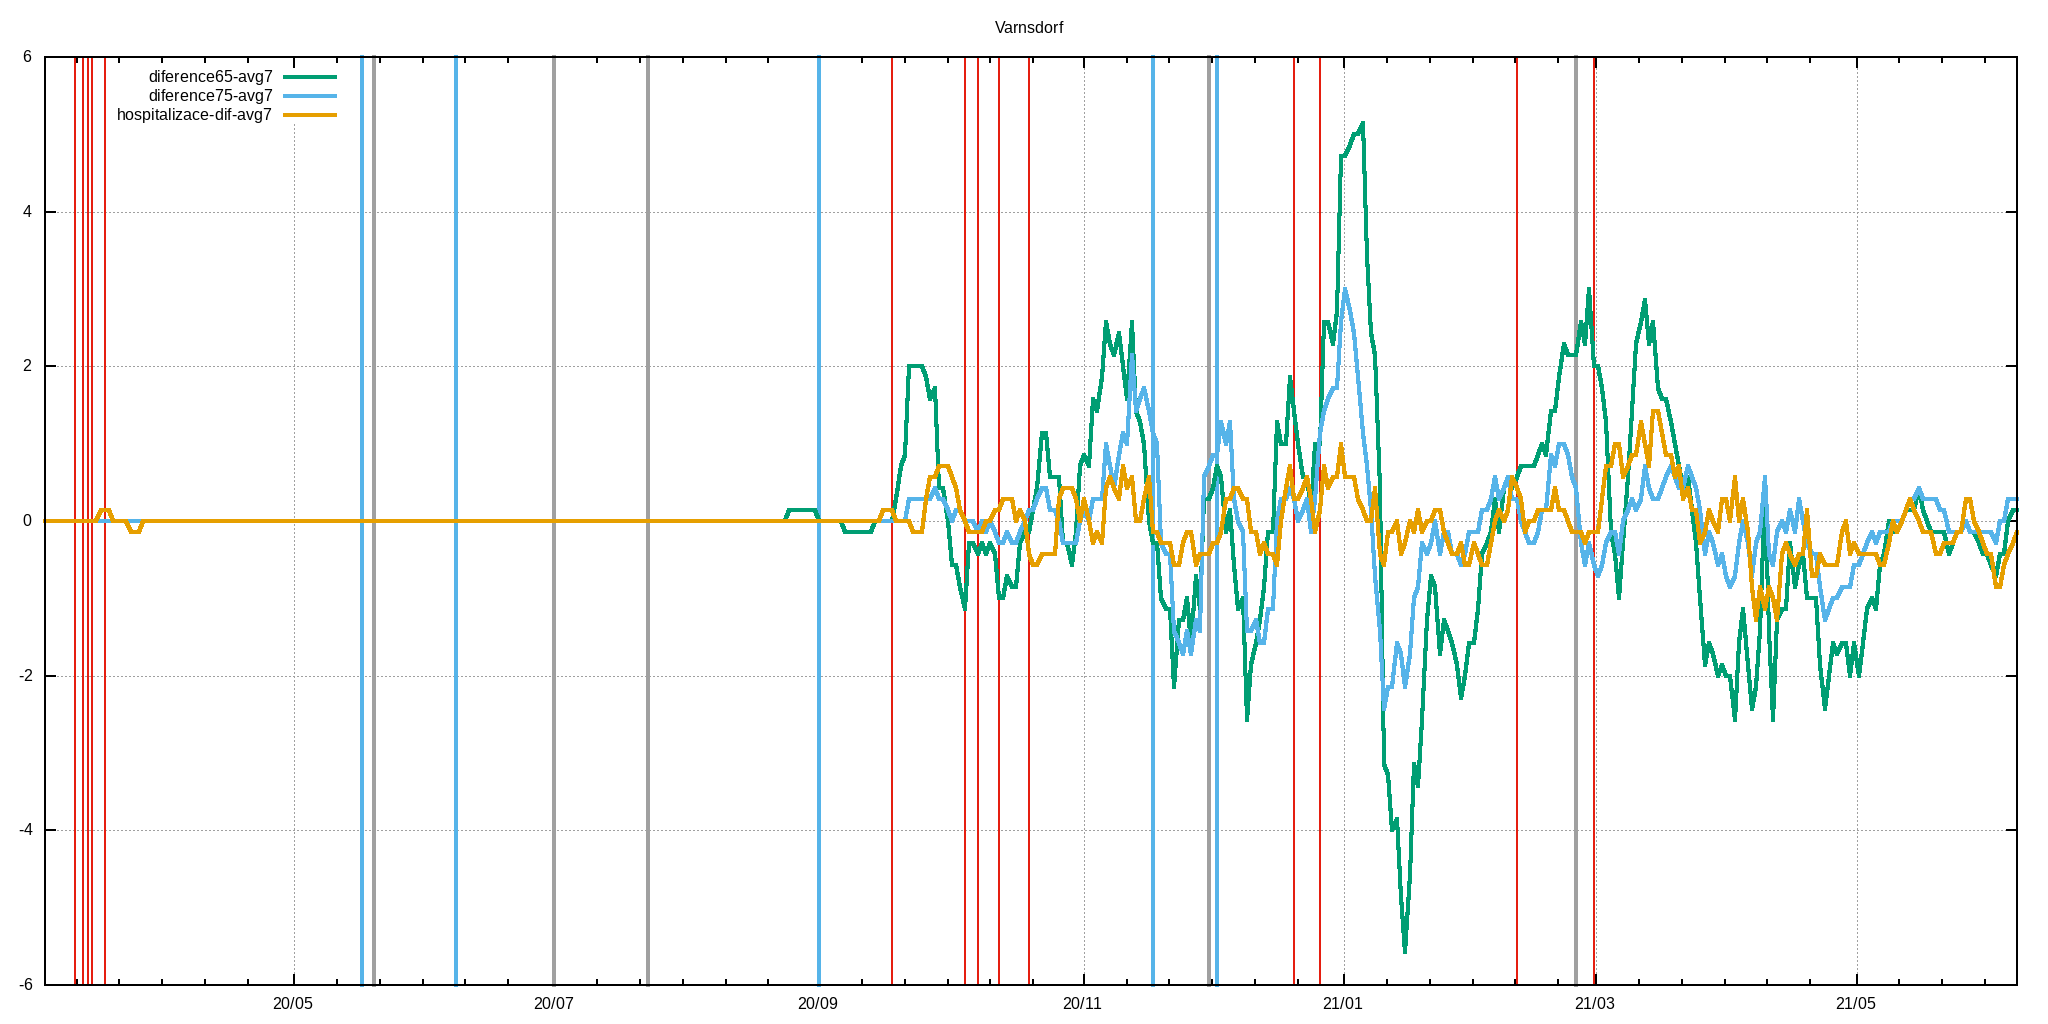 Varnsdorf
6
diference65-avg7
diference75-avg7
hospitalizace-dif-avg7
4
2
0
-2
-4
-6
20/05 20/07 20/09 20/11 21/01 21/03 21/05